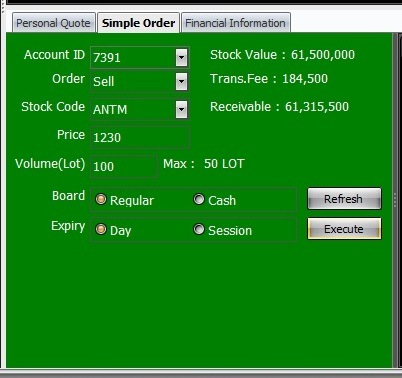 Personal Quote Simple Order Financial Information
Account ID 7391 Stock Value : 61,500,000
Order Sell Trans.Fee : 184,500
Stock Code ANTM Receivable : 61,315,500
Price 1230
Volume(Lot) 100 Max : 50 LOT
Board Regular Cash Refresh
Expiry Day Session Execute